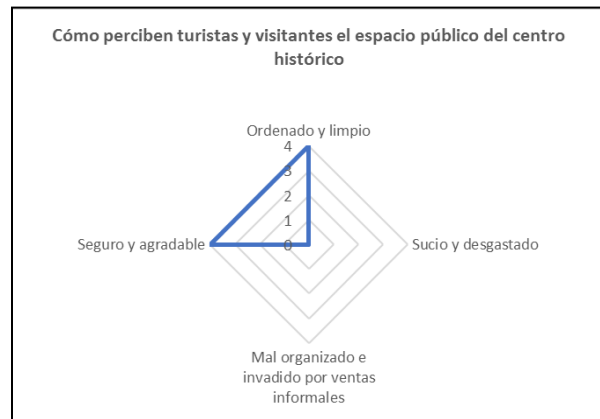 Cómo perciben turistas y visitantes el espacio público del centro
histórico
Ordenado y limpio
4
3
2
1
0
Seguro y agradable
Sucio y desgastado
Mal organizado e
invadido por ventas
informales